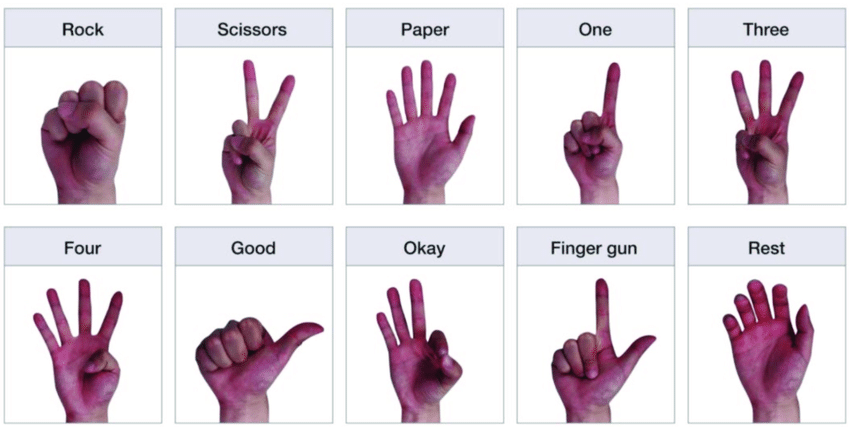 Rock
Scissors
Paper
One
Three
Four
Good
Okay
Finger gun
Rest